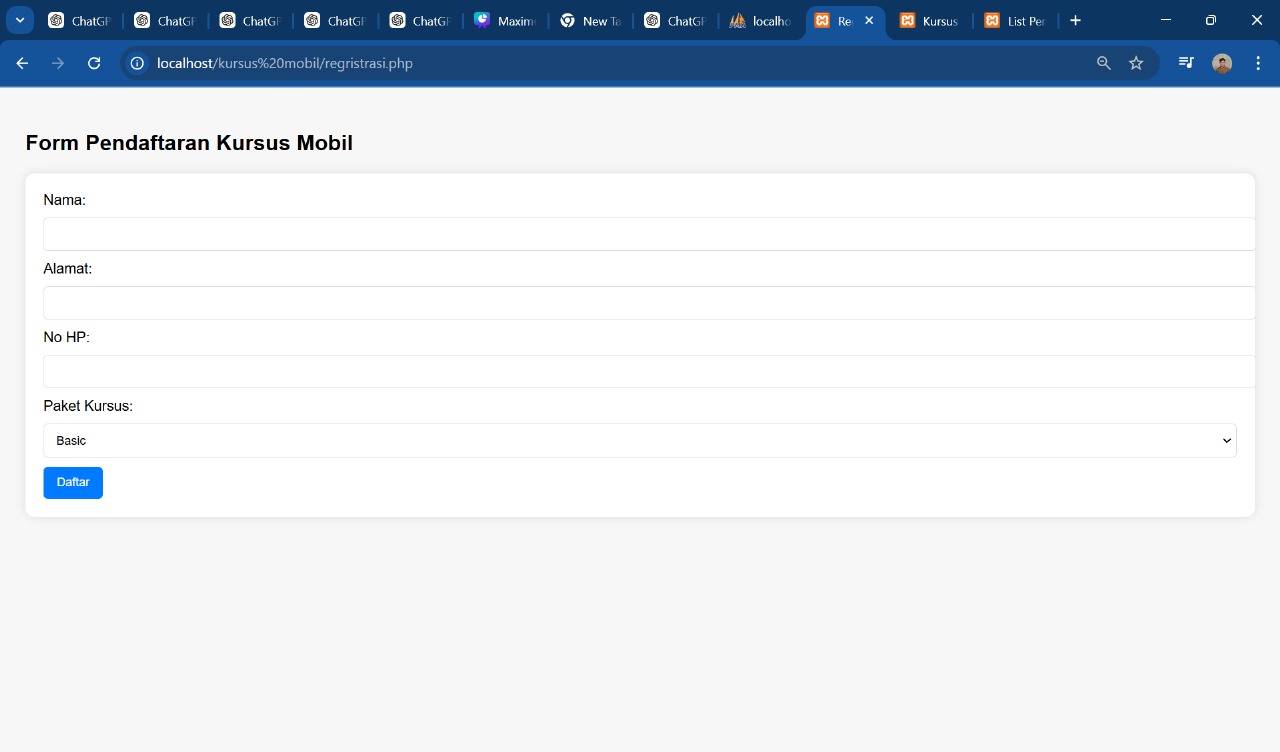 ChatGP ChatGP ChatGP ChatGP ChatGP Maxim New Ta ChatGP localho Re Kursus List Per
localhost/kursus%20mobil/regristrasi.php
Form Pendaftaran Kursus Mobil
Nama:
Alamat:
No HP:
Paket Kursus:
Basic
Daftar